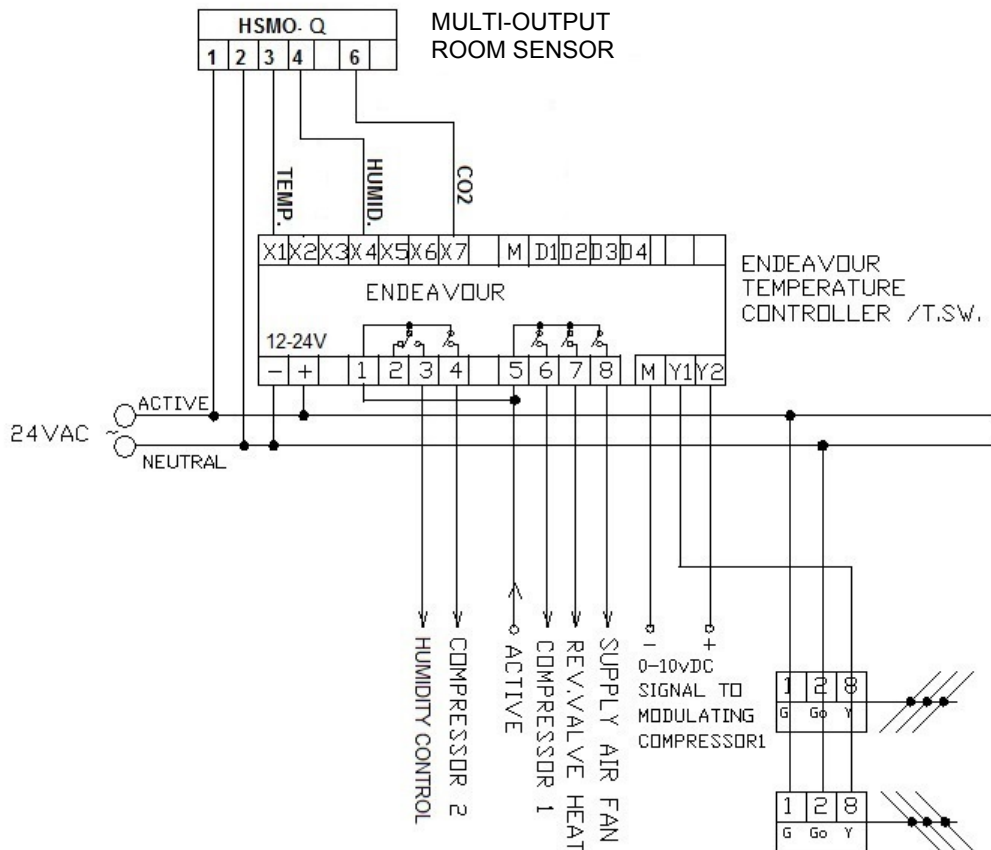 HSMO- Q
MULTI-OUTPUT
ROOM SENSOR
1 2 3 4 6
TEMP.
HUMID.
CO2
X1 X2 X3 X4 X5 X6 X7 M D1 D2 D3 D4
ENDEAVOUR
ENDEAVOUR
TEMPERATURE
CONTROLLER /T.SW.
12-24V
- + 1 2 3 4 5 6 7 8 M Y1 Y2
24VAC ~
ACTIVE
NEUTRAL
HUMIDITY CONTROL
COMPRESSOR 2
ACTIVE
COMPRESSOR 1
REV.VALVE HEAT
SUPPLY AIR FAN
- +
0-10vDC
SIGNAL TO
MODULATING
COMPRESSOR1
1 2 8
G Go Y
1 2 8
G Go Y